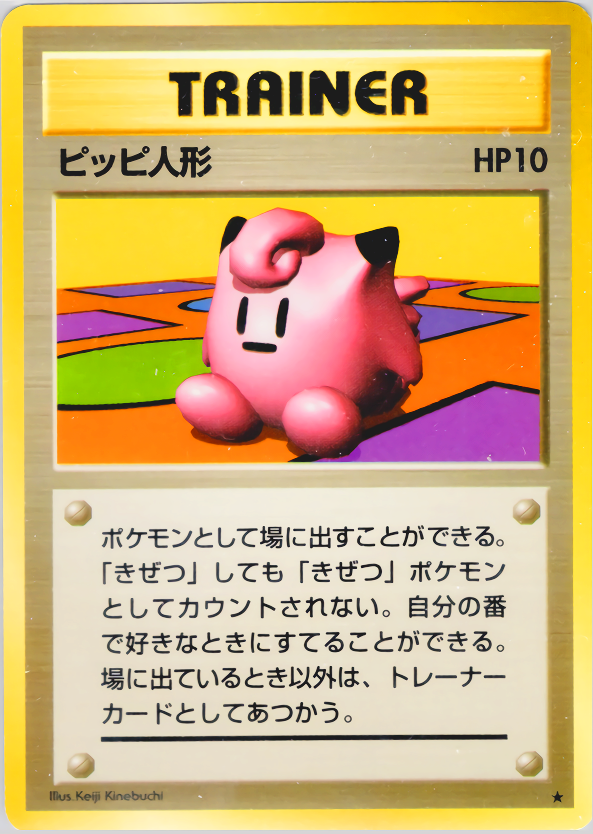 TRAINER
ピッピ人形 HP10
ポケモンとして場に出すことができる。
「きぜつ」しても「きぜつ」ポケモン
としてカウントされない。自分の番
で好きなときにすてることができる。
場に出ているとき以外は、トレーナー
カードとしてあつかう。
Illus. Keiji Kinebuchi
★